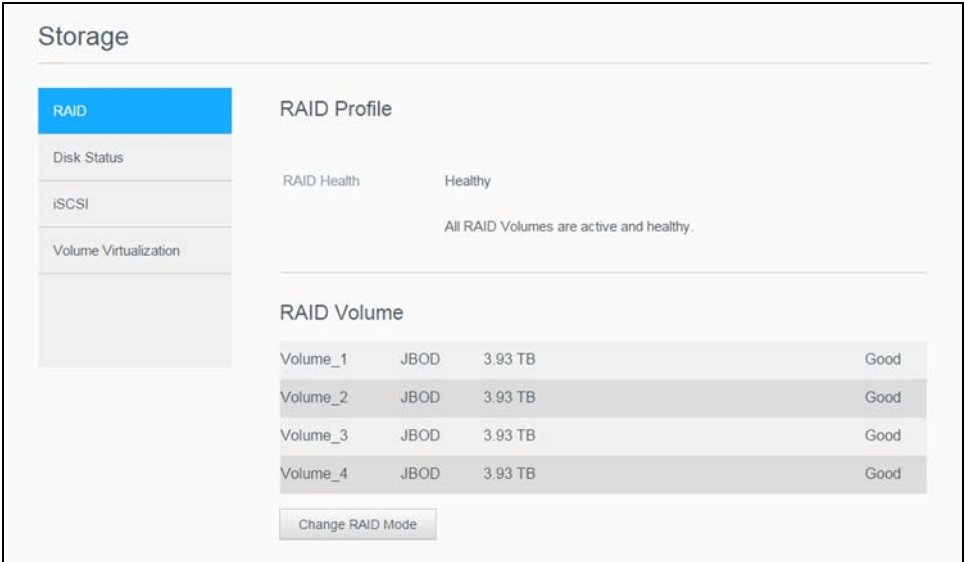 Storage
RAID
Disk Status
iSCSI
Volume Virtualization
RAID Profile
RAID Health Healthy
All RAID Volumes are active and healthy.
RAID Volume
Volume_1 JBOD 3.93 TB Good
Volume_2 JBOD 3.93 TB Good
Volume_3 JBOD 3.93 TB Good
Volume_4 JBOD 3.93 TB Good
Change RAID Mode